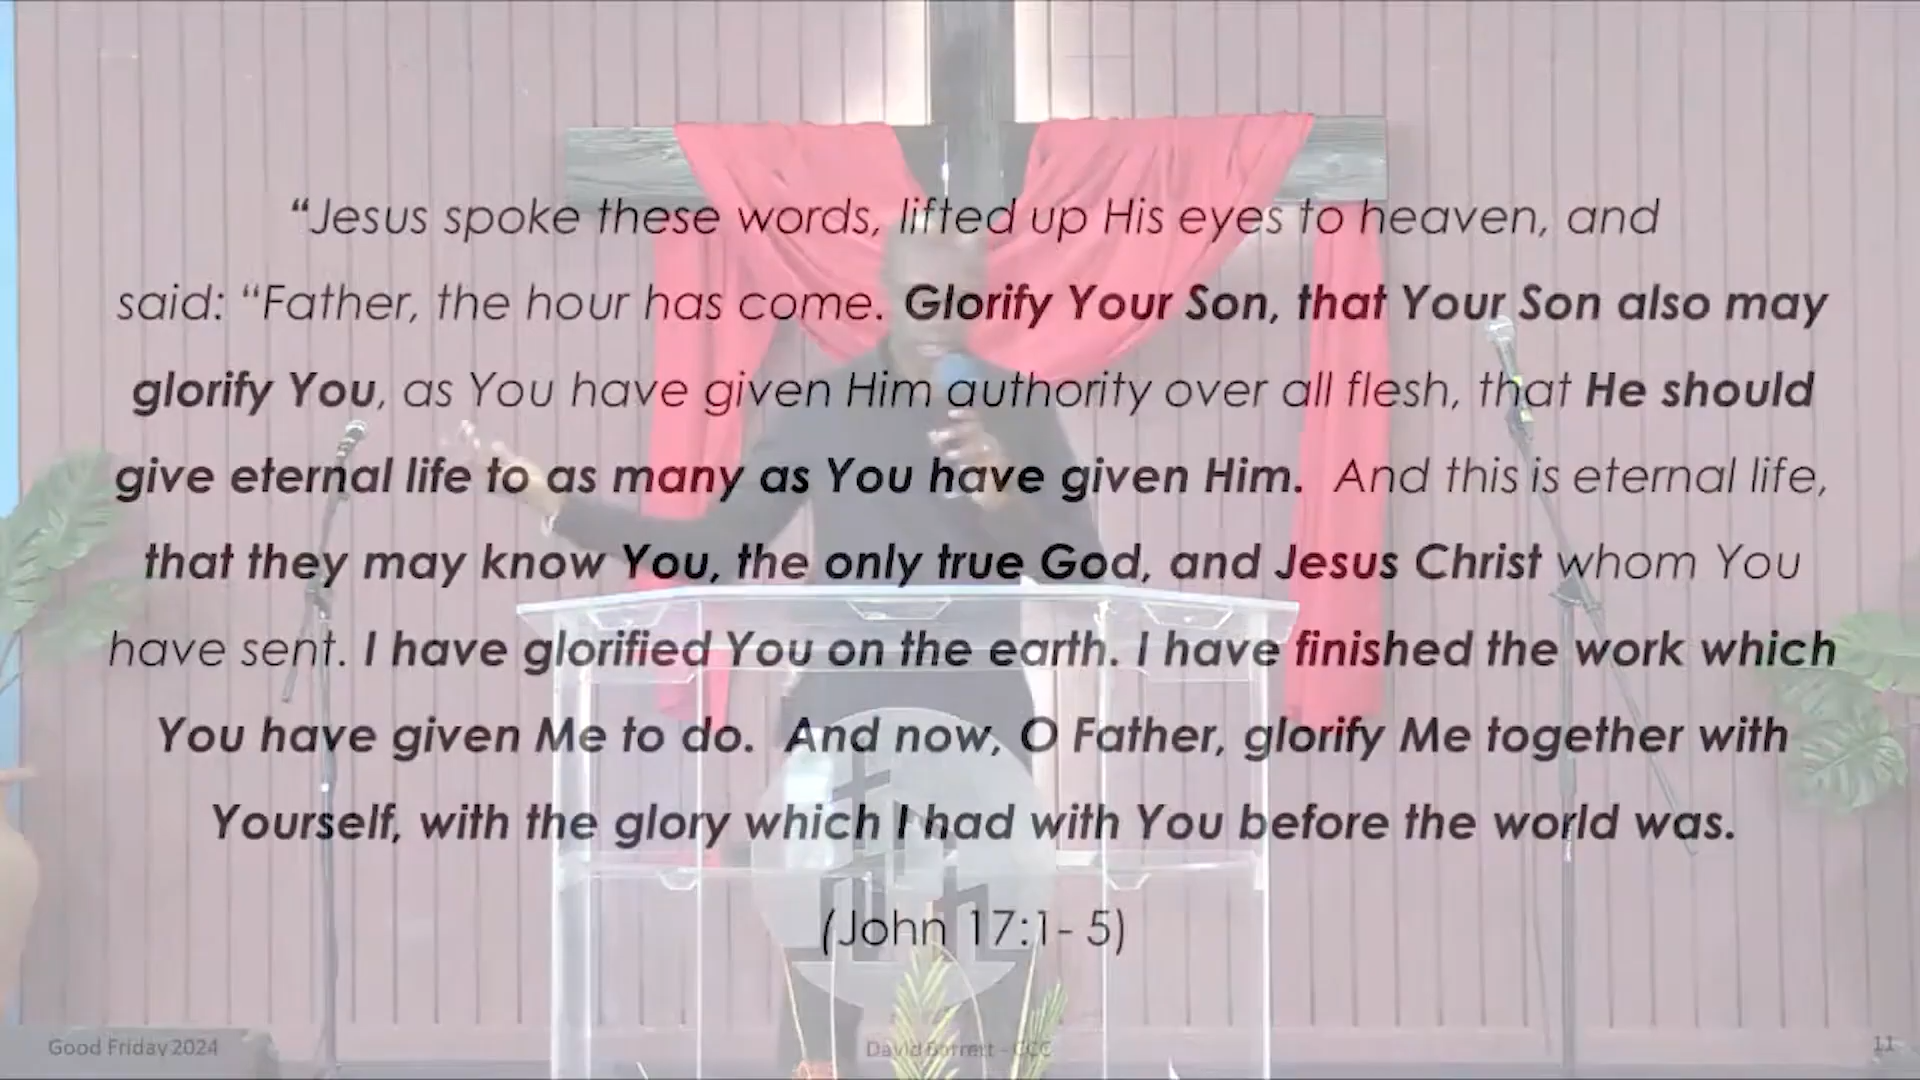 “Jesus spoke these words, lifted up His eyes to heaven, and
said: “Father, the hour has come. Glorify Your Son, that Your Son also may
glorify You, as You have given Him authority over all flesh, that He should
give eternal life to as many as You have given Him. And this is eternal life,
that they may know You, the only true God, and Jesus Christ whom You
have sent. I have glorified You on the earth. I have finished the work which
You have given Me to do. And now, O Father, glorify Me together with
Yourself, with the glory which I had with You before the world was.
(John 17:1- 5)
Good Friday 2024
David Barrett - CCC
11